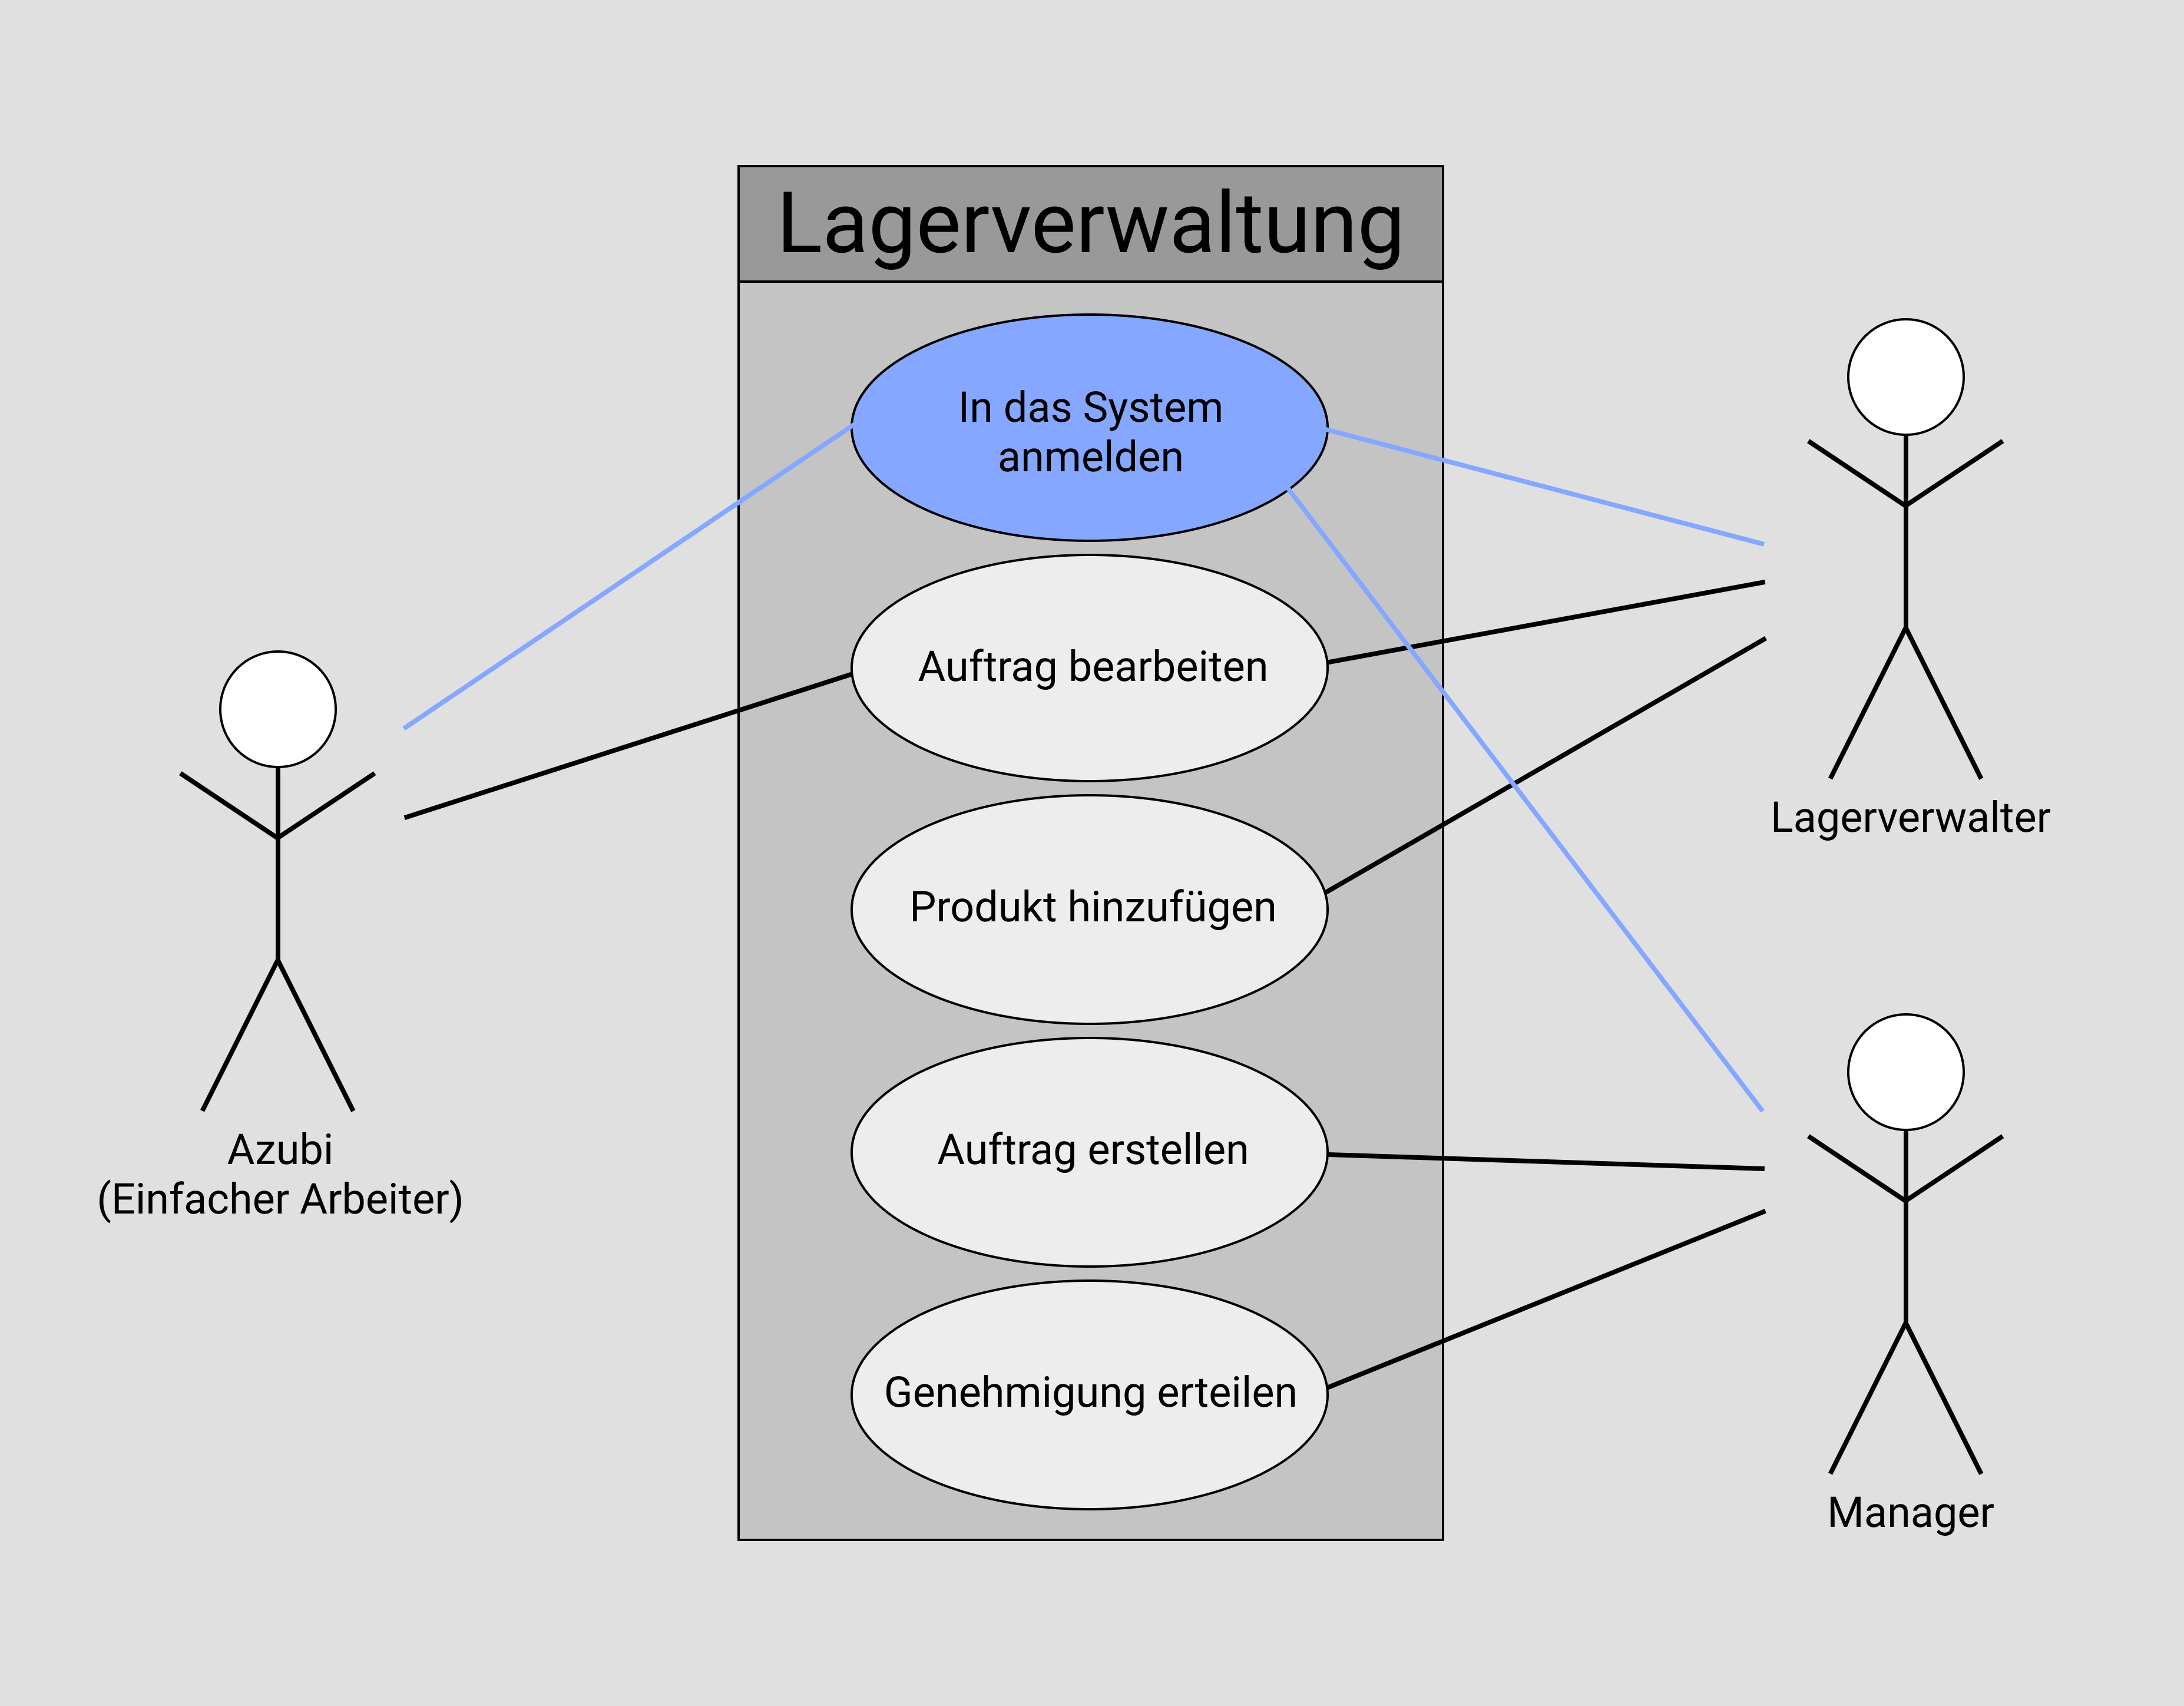 Lagerverwaltung
In das System
anmelden
Auftrag bearbeiten
Produkt hinzufügen
Auftrag erstellen
Genehmigung erteilen
Azubi
(Einfacher Arbeiter)
Lagerverwalter
Manager